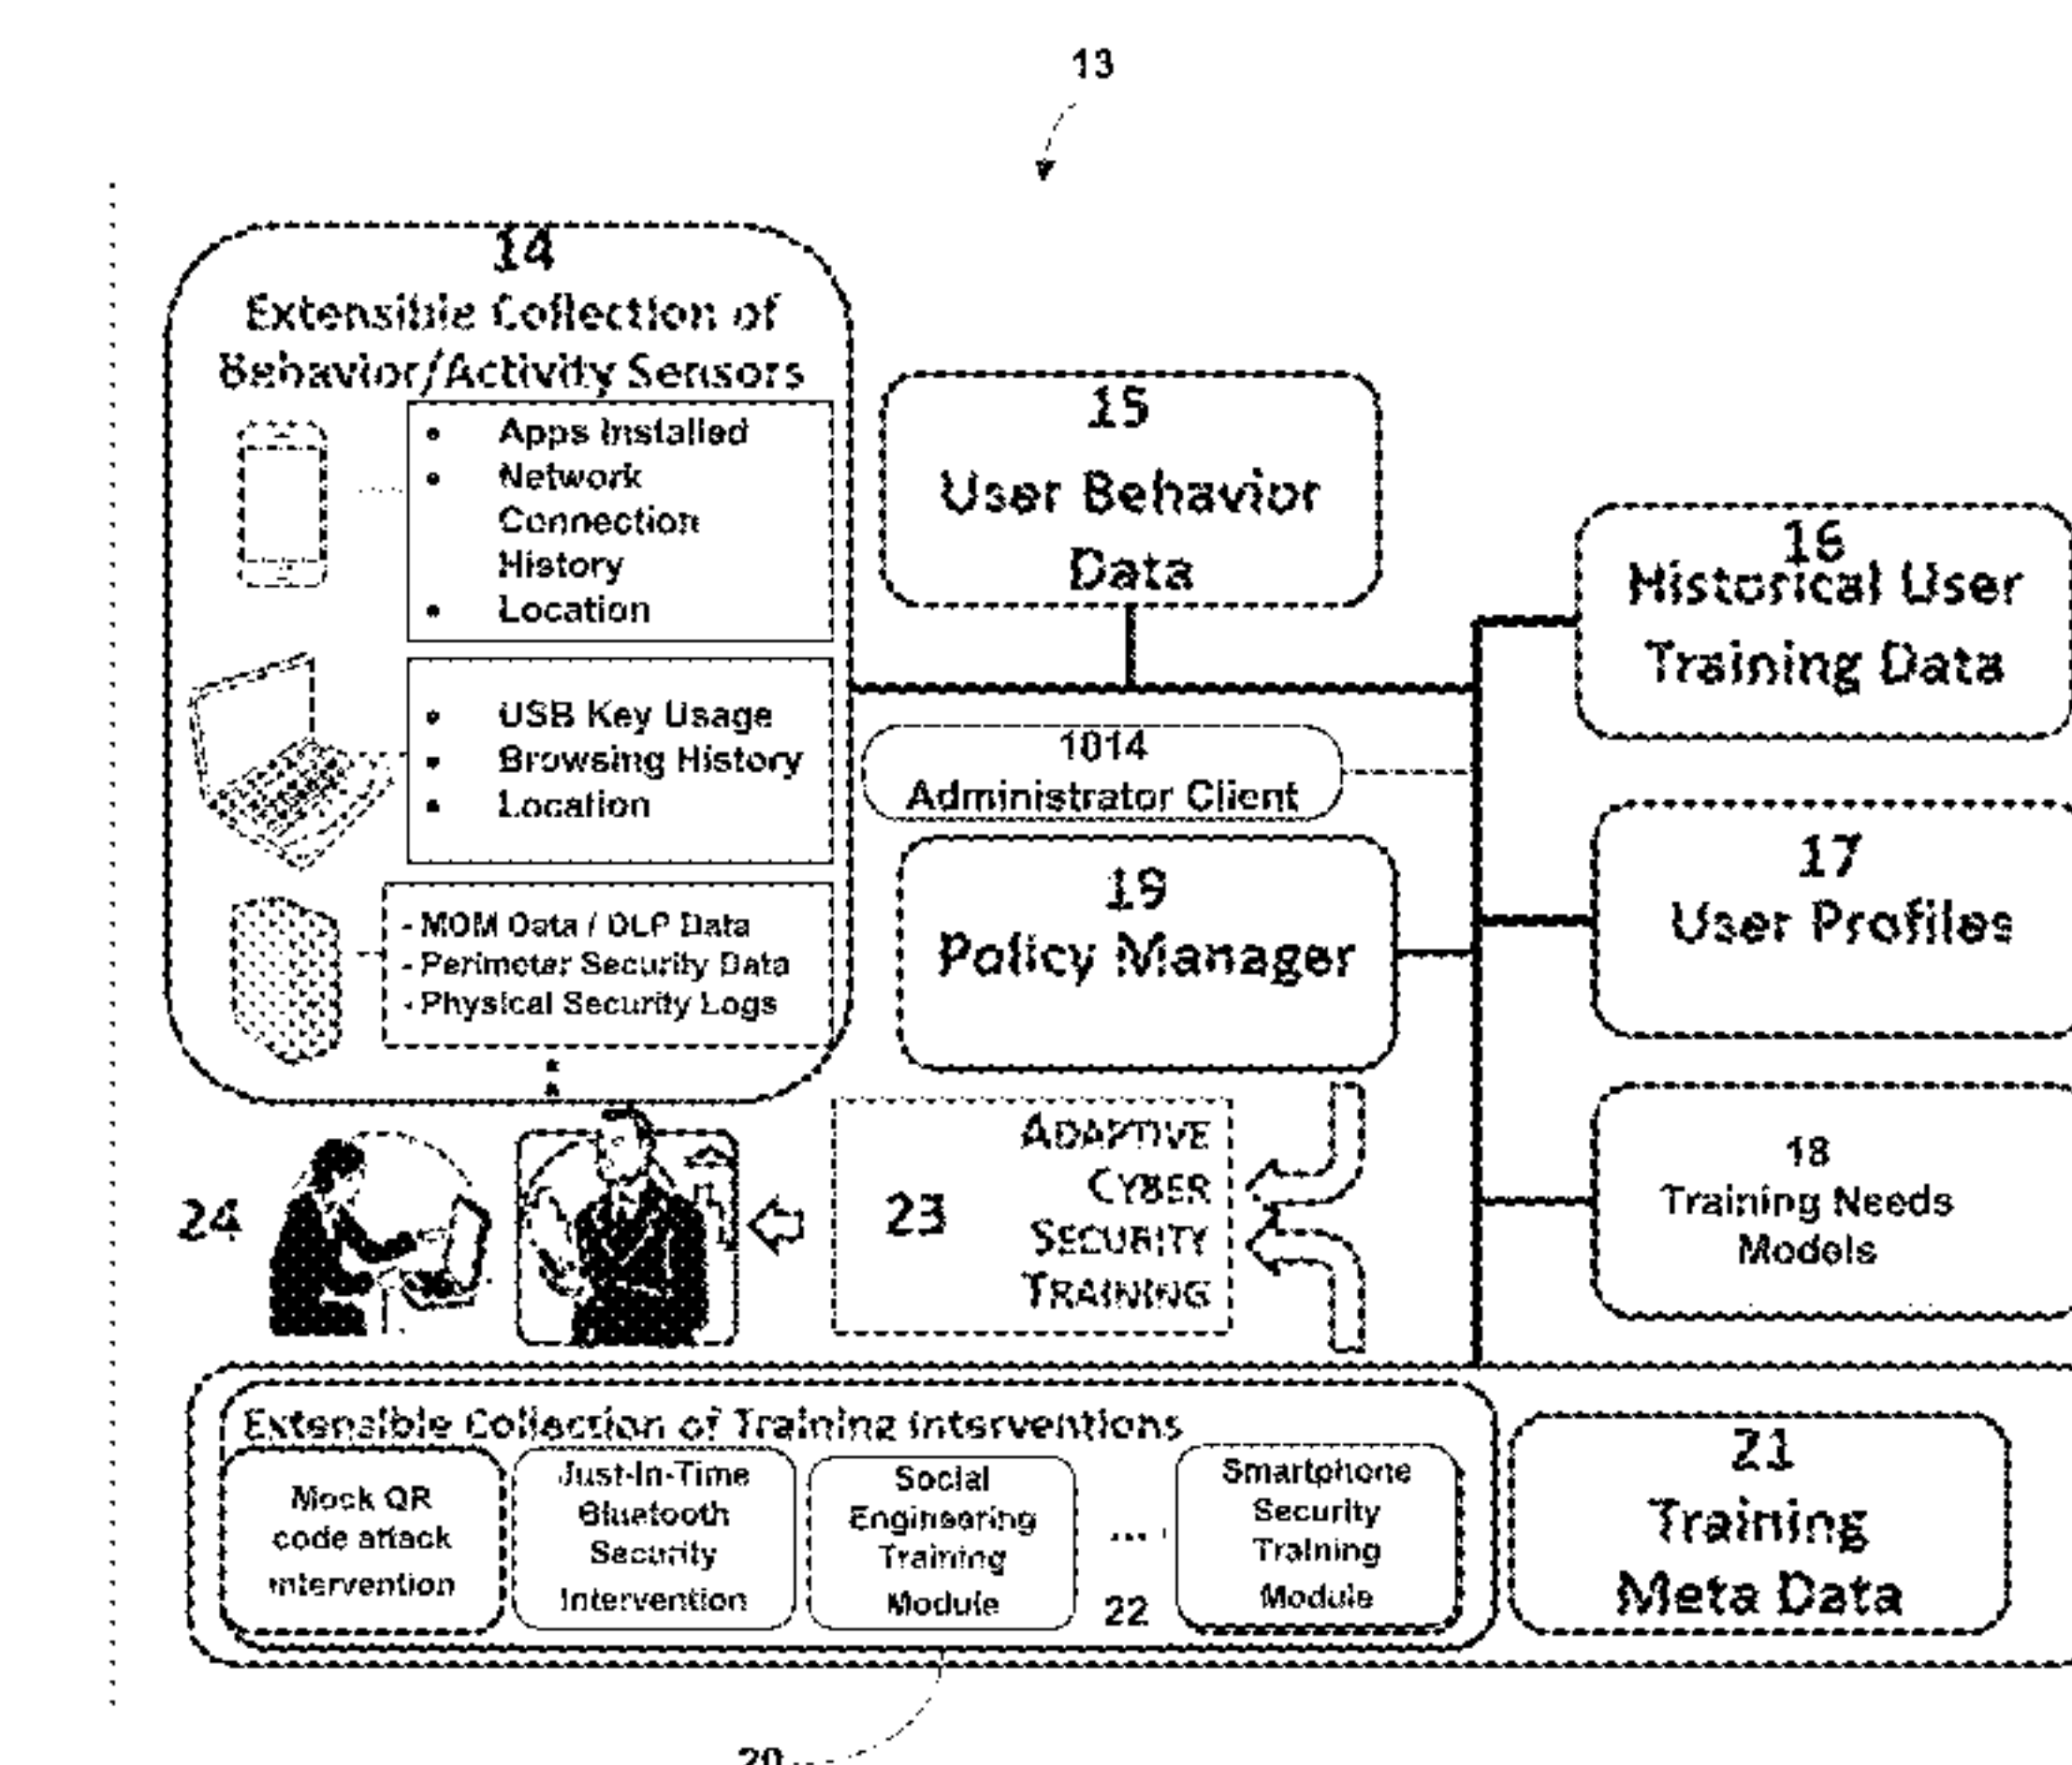 13
14
Extensible Collection of
Behavior/Activity Sensors
• Apps Installed
• Network
Connection
History
• Location
• USB Key Usage
• Browsing History
• Location
- MOM Data / DLP Data
- Perimeter Security Data
- Physical Security Logs
15
User Behavior
Data
16
Historical User
Training Data
1014
Administrator Client
17
User Profiles
19
Policy Manager
18
Training Needs
Models
24
23
ADAPTIVE
CYBER
SECURITY
TRAINING
Extensible Collection of Training Interventions
Mock QR
code attack
intervention
Just-In-Time
Bluetooth
Security
Intervention
Social
Engineering
Training
Module
...
22
Smartphone
Security
Training
Module
21
Training
Meta Data
20